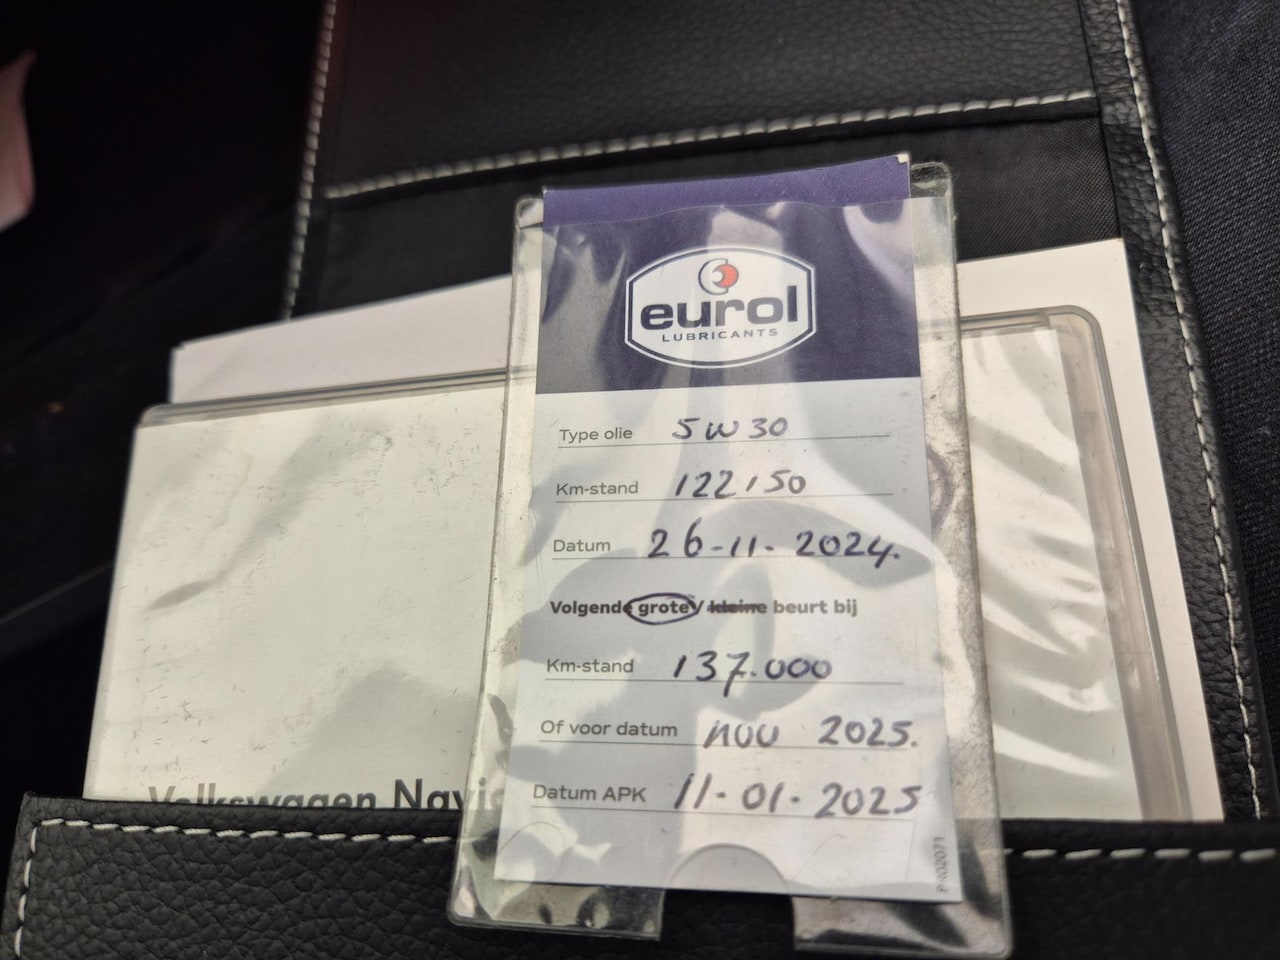 eurol
LUBRICANTS
Type olie 5W30
Km-stand 122150
Datum 26-11-2024.
Volgende grote / kleine beurt bij
Km-stand 137.000
Of voor datum nov 2025.
Datum APK 11-01-2025
PR02071
Volkswagen